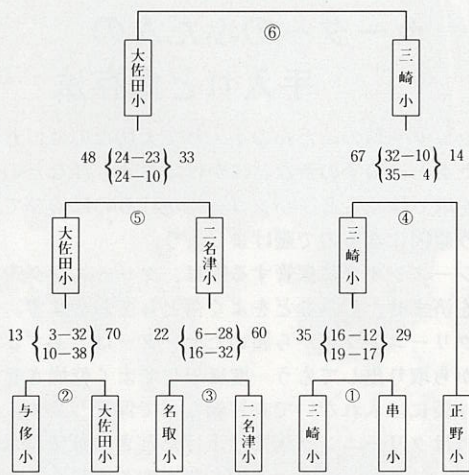 ⑥
大佐田小 三崎小
48 {24—23 24—10} 33 67 {32—10 35— 4} 14
⑤ ④
大佐田小 二名津小 三崎小
13 { 3—32 10—38} 70 22 { 6—28 16—32} 60 35 {16—12 19—17} 29
② ③ ①
与侈小 大佐田小 名取小 二名津小 三崎小 串小 正野小